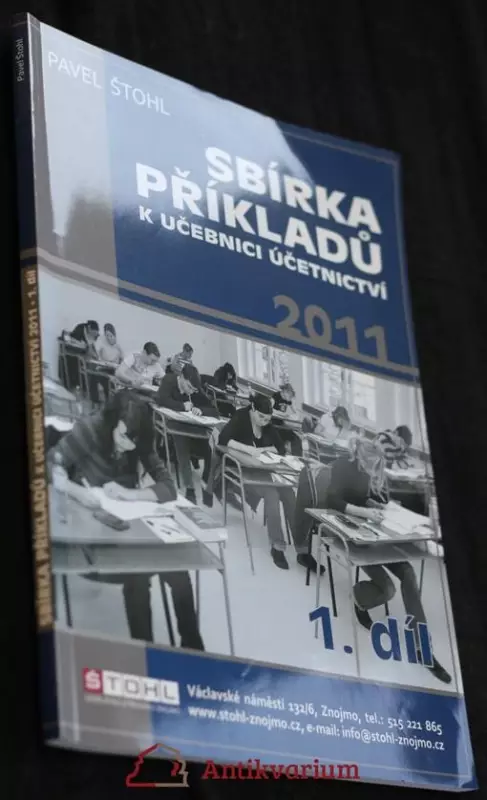 Pavel Štohl
SBÍRKA PŘÍKLADŮ K UČEBNICI ÚČETNICTVÍ 2011 - 1. díl
PAVEL ŠTOHL
SBÍRKA
PŘÍKLADŮ
K UČEBNICI ÚČETNICTVÍ
2011
1. díl
ŠTOHL
Václavské náměstí 132/6, Znojmo, tel.: 515 221 865
www.stohl-znojmo.cz, e-mail: info@stohl-znojmo.cz
Antikvarium